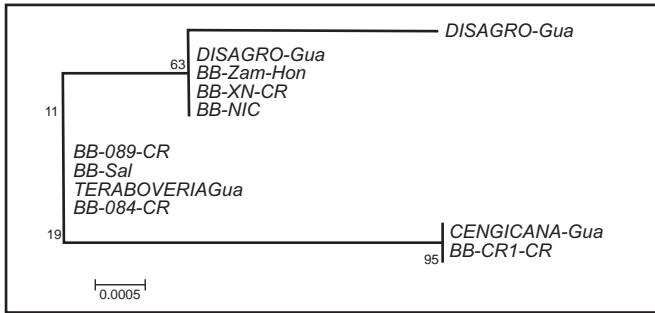 DISAGRO-Gua
63
DISAGRO-Gua
BB-Zam-Hon
BB-XN-CR
BB-NIC
11
BB-089-CR
BB-Sal
TERABOVERIAGua
BB-084-CR
19
CENGICANA-Gua
BB-CR1-CR
95
0.0005